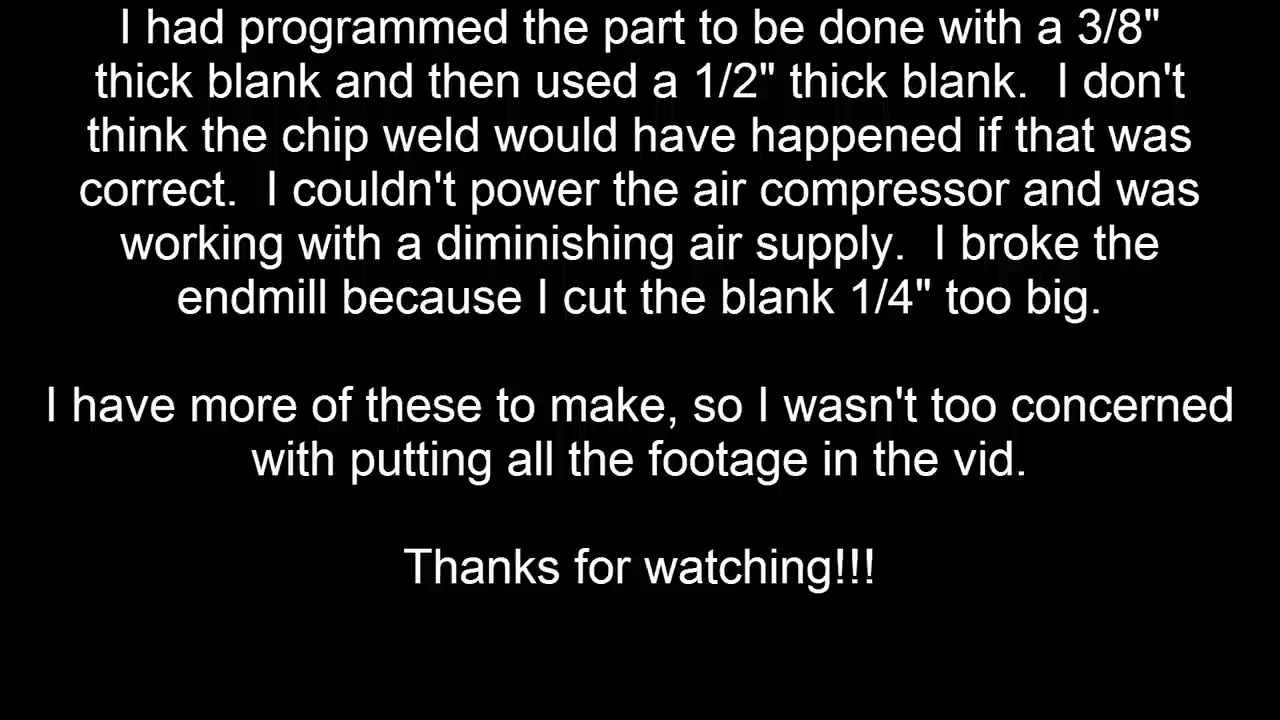 I had programmed the part to be done with a 3/8"
thick blank and then used a 1/2" thick blank.  I don't
think the chip weld would have happened if that was
correct.  I couldn't power the air compressor and was
working with a diminishing air supply.  I broke the
endmill because I cut the blank 1/4" too big.
I have more of these to make, so I wasn't too concerned
with putting all the footage in the vid.
Thanks for watching!!!